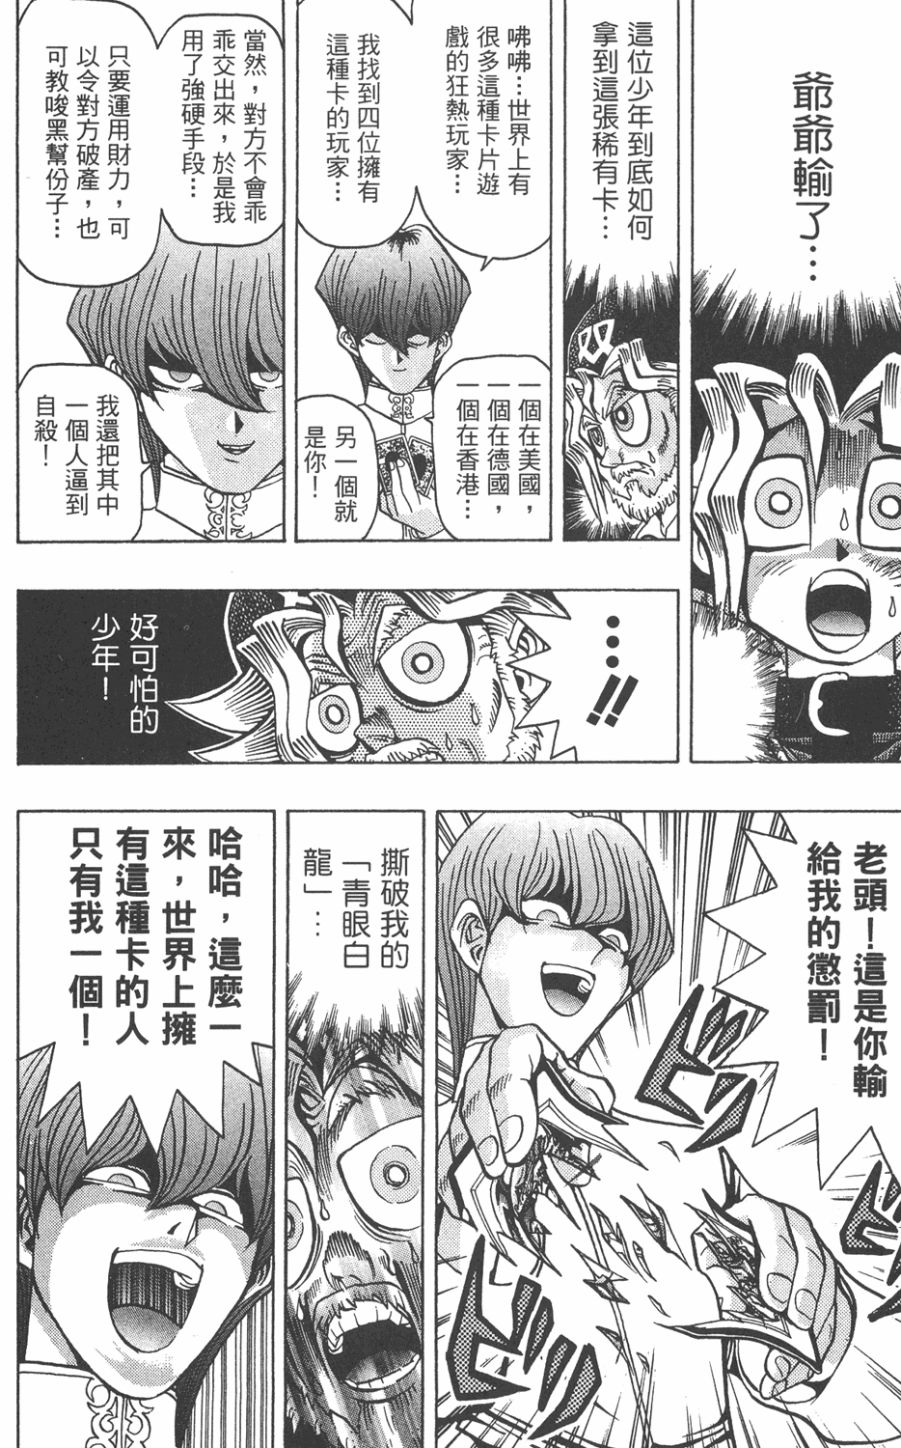 爺爺輸了…
這位少年到底如何
拿到這張稀有卡…
咈咈…世界上有
很多這種卡片遊
戲的狂熱玩家…
我找到四位擁有
這種卡的玩家…
一個在美國，
一個在德國，
一個在香港…
另一個就
是你！
當然，對方不會乖
乖交出來，於是我
用了強硬手段…
只要運用財力，可
以令對方破產，也
可教唆黑幫份子…
我還把其中
一個人逼到
自殺！
…!!
好可怕的
少年！
老頭！這是你輸
給我的懲罰！
ビビ
ビビ
ビビ
撕破我的
「青眼白
龍」…
哈哈，這麼一
來，世界上擁
有這種卡的人
只有我一個！